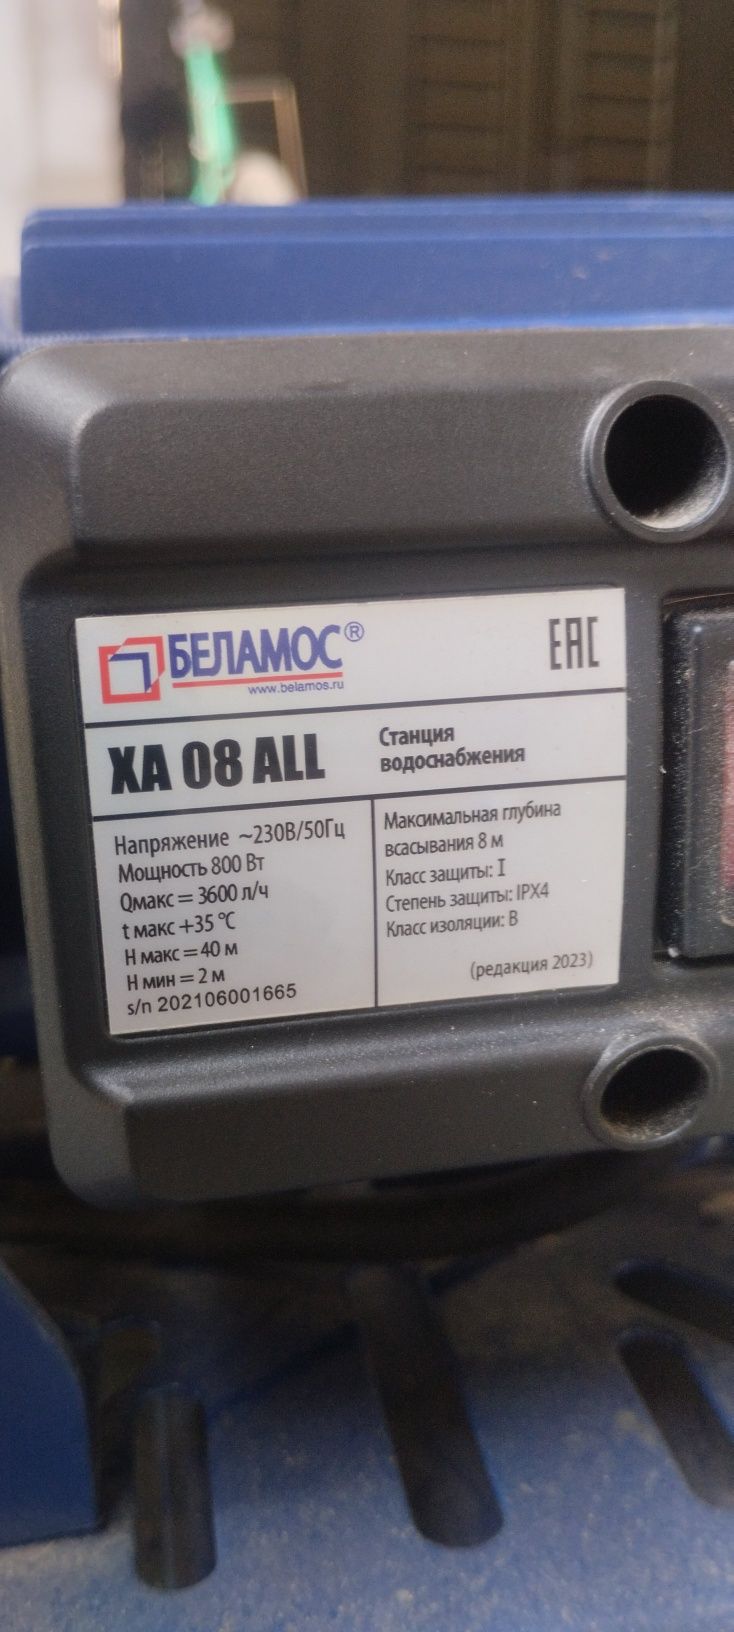 БЕЛАМОС®
www.belamos.ru
EAC
XA 08 ALL
Станция
водоснабжения
Напряжение ~230В/50Гц
Мощность 800 Вт
Qмакс = 3600 л/ч
t макс +35 °C
H макс = 40 м
H мин = 2 м
s/n 202106001665
Максимальная глубина
всасывания 8 м
Класс защиты: I
Степень защиты: IPX4
Класс изоляции: B
(редакция 2023)